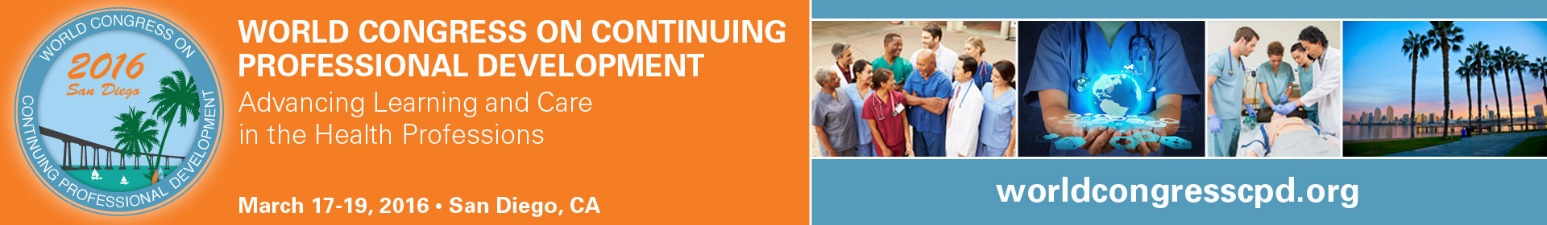 WORLD CONGRESS ON
2016
San Diego
CONTINUING PROFESSIONAL DEVELOPMENT
WORLD CONGRESS ON CONTINUING
PROFESSIONAL DEVELOPMENT
Advancing Learning and Care
in the Health Professions
March 17-19, 2016 • San Diego, CA
worldcongresscpd.org